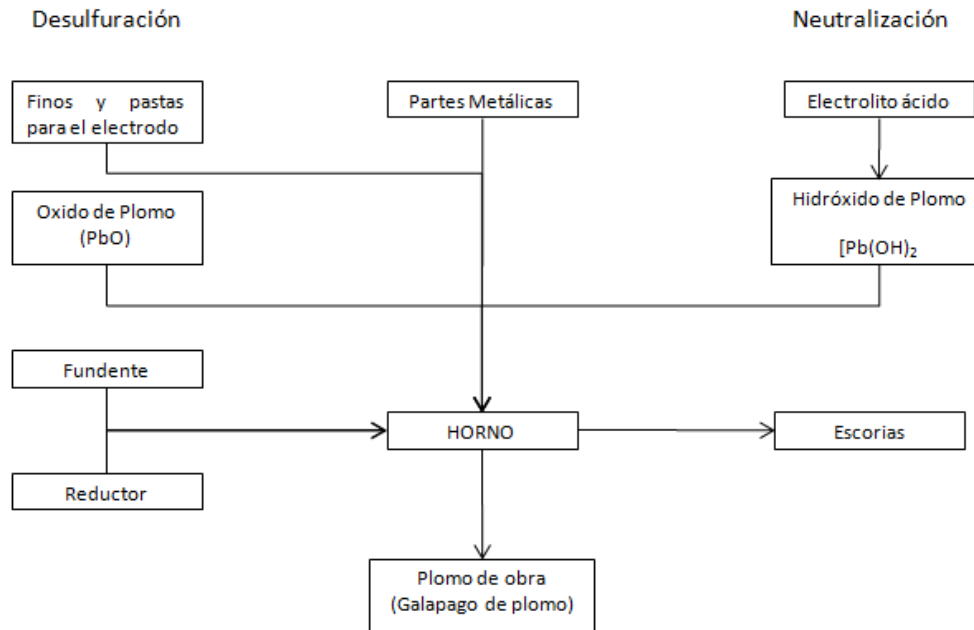 Desulfuración
Neutralización
Finos y pastas
para el electrodo
Partes Metálicas
Electrolito ácido
Oxido de Plomo
(PbO)
Hidróxido de Plomo
[Pb(OH)₂
Fundente
HORNO
Escorias
Reductor
Plomo de obra
(Galapago de plomo)